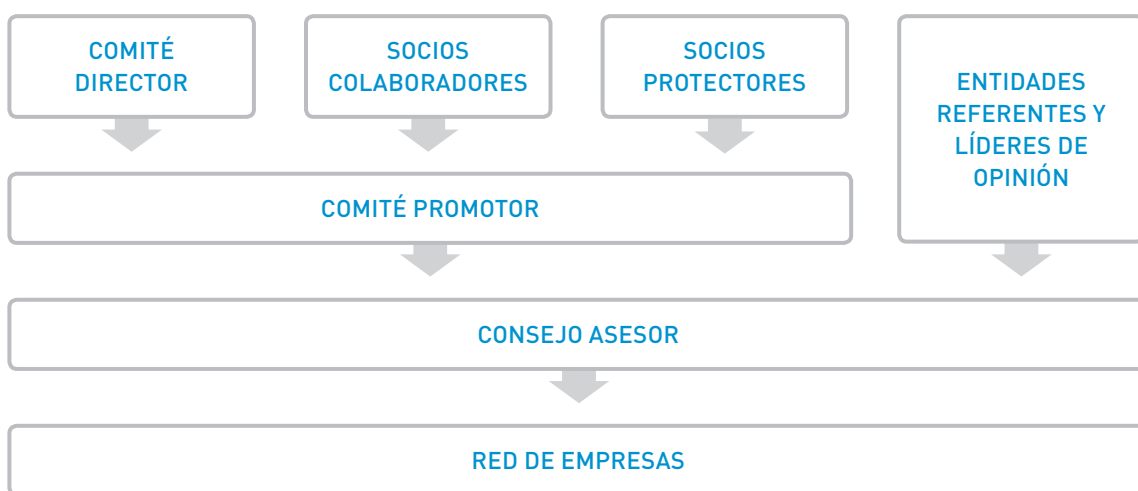 COMITÉ
DIRECTOR
SOCIOS
COLABORADORES
SOCIOS
PROTECTORES
ENTIDADES
REFERENTES Y
LÍDERES DE
OPINIÓN
COMITÉ PROMOTOR
CONSEJO ASESOR
RED DE EMPRESAS